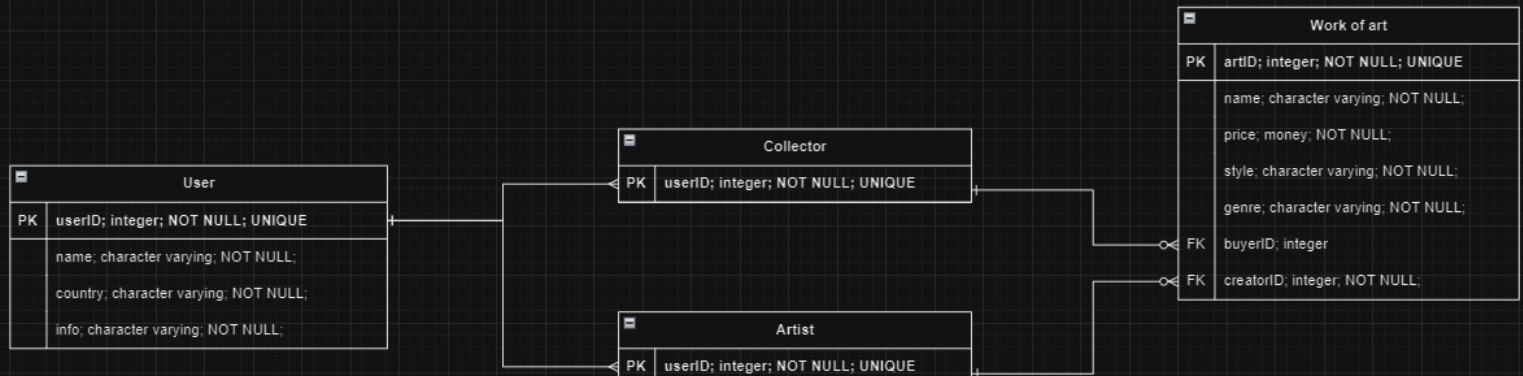 User
PK userID; integer; NOT NULL; UNIQUE
name; character varying; NOT NULL;
country; character varying; NOT NULL;
info; character varying; NOT NULL;
Collector
PK userID; integer; NOT NULL; UNIQUE
Artist
PK userID; integer; NOT NULL; UNIQUE
Work of art
PK artID; integer; NOT NULL; UNIQUE
name; character varying; NOT NULL;
price; money; NOT NULL;
style; character varying; NOT NULL;
genre; character varying; NOT NULL;
FK buyerID; integer
FK creatorID; integer; NOT NULL;